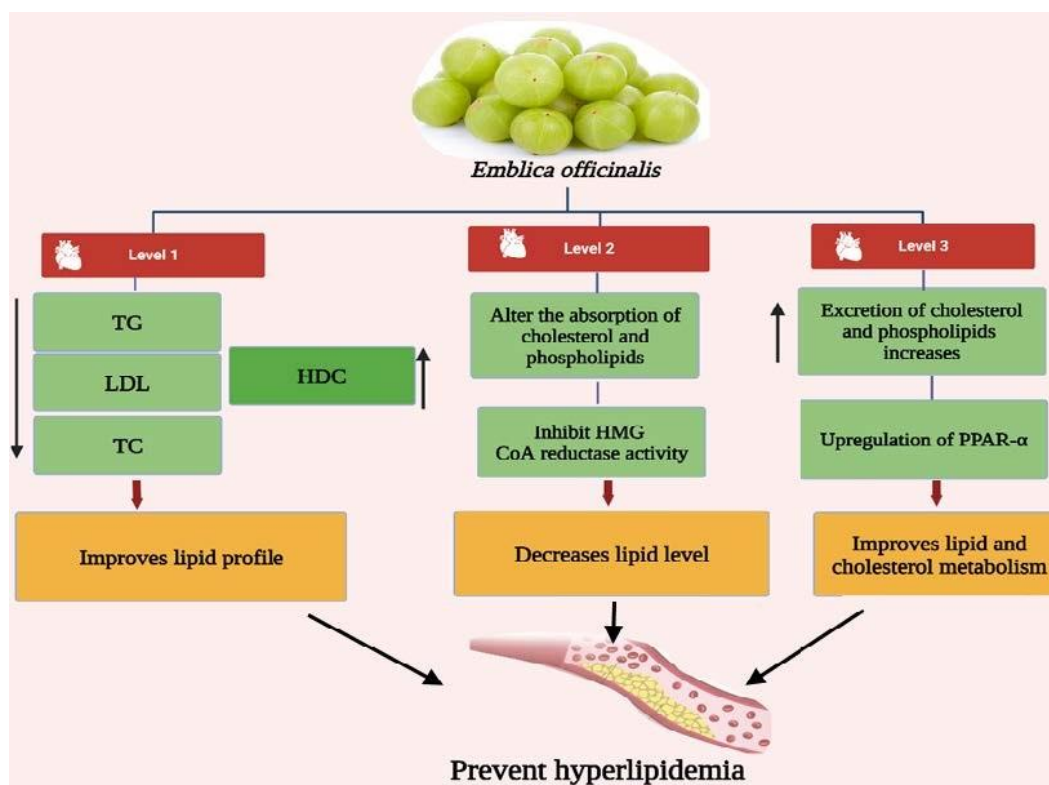 Emblica officinalis
Level 1
Level 2
Level 3
TG
LDL
TC
HDC
Improves lipid profile
Alter the absorption of
cholesterol and
phospholipids
Inhibit HMG
CoA reductase activity
Decreases lipid level
Excretion of cholesterol
and phospholipids
increases
Upregulation of PPAR-α
Improves lipid and
cholesterol metabolism
Prevent hyperlipidemia